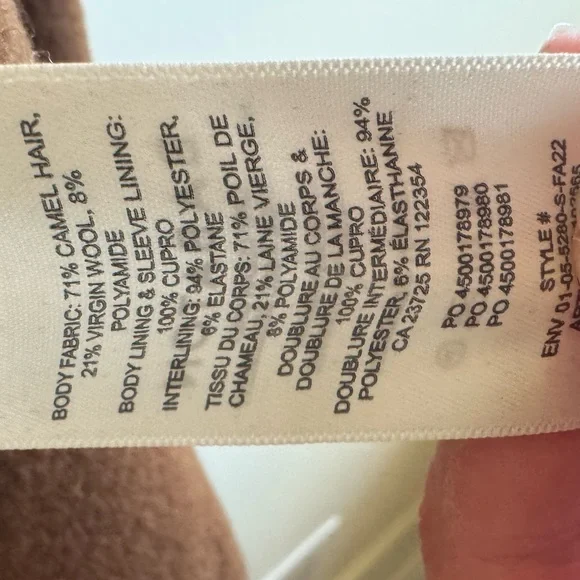 BODY FABRIC: 71% CAMEL HAIR,
21% VIRGIN WOOL, 8%
POLYAMIDE
BODY LINING & SLEEVE LINING:
100% CUPRO
INTERLINING: 94% POLYESTER,
6% ELASTANE
TISSU DU CORPS: 71% POIL DE
CHAMEAU, 21% LAINE VIERGE,
8% POLYAMIDE
DOUBLURE AU CORPS &
DOUBLURE DE LA MANCHE:
100% CUPRO
DOUBLURE INTERMÉDIAIRE: 94%
POLYESTER, 6% ÉLASTHANNE
CA 23725 RN 122354
PO 4500178979
PO 4500178980
PO 4500178981
STYLE #
ENV 01-05-5280-S-FA22